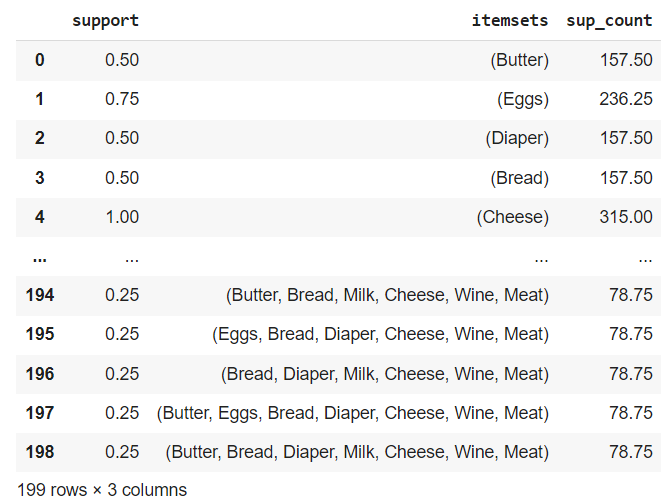 support itemsets sup_count
0 0.50 (Butter) 157.50
1 0.75 (Eggs) 236.25
2 0.50 (Diaper) 157.50
3 0.50 (Bread) 157.50
4 1.00 (Cheese) 315.00
... ... ... ...
194 0.25 (Butter, Bread, Milk, Cheese, Wine, Meat) 78.75
195 0.25 (Eggs, Bread, Diaper, Cheese, Wine, Meat) 78.75
196 0.25 (Bread, Diaper, Milk, Cheese, Wine, Meat) 78.75
197 0.25 (Butter, Eggs, Bread, Diaper, Cheese, Wine, Meat) 78.75
198 0.25 (Butter, Bread, Diaper, Milk, Cheese, Wine, Meat) 78.75
199 rows × 3 columns